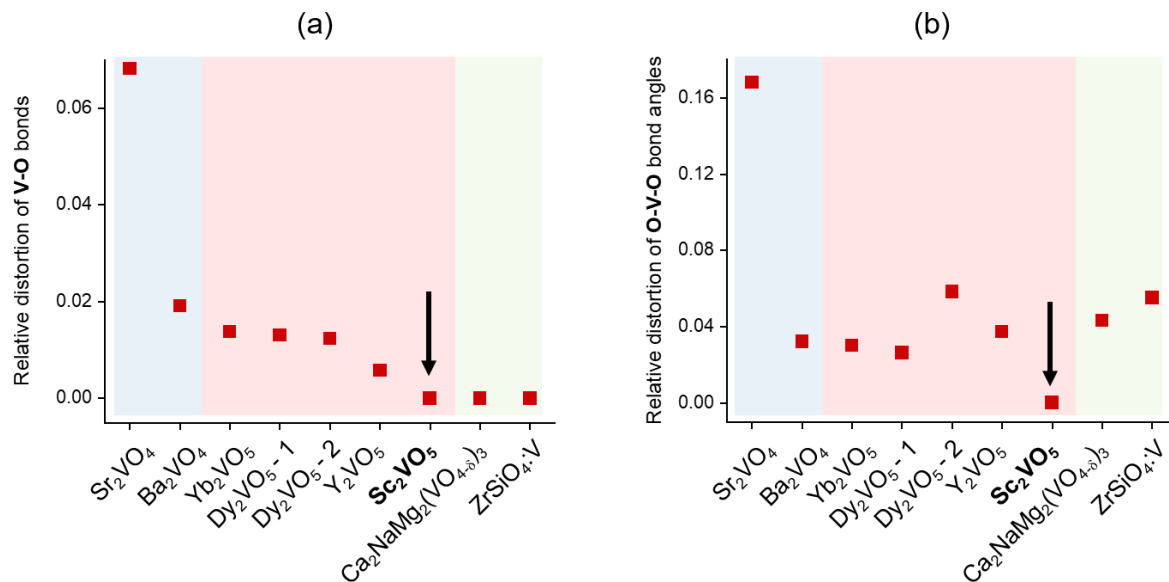 (a)
Relative distortion of V-O bonds
0.06
0.04
0.02
0.00
Sr₂VO₄
Ba₂VO₄
Yb₂VO₅
Dy₂VO₅ - 1
Dy₂VO₅ - 2
Y₂VO₅
Sc₂VO₅
Ca₂NaMg₂(VO₄₋δ)₃
ZrSiO₄:V
(b)
Relative distortion of O-V-O bond angles
0.16
0.12
0.08
0.04
0.00
Sr₂VO₄
Ba₂VO₄
Yb₂VO₅
Dy₂VO₅ - 1
Dy₂VO₅ - 2
Y₂VO₅
Sc₂VO₅
Ca₂NaMg₂(VO₄₋δ)₃
ZrSiO₄:V